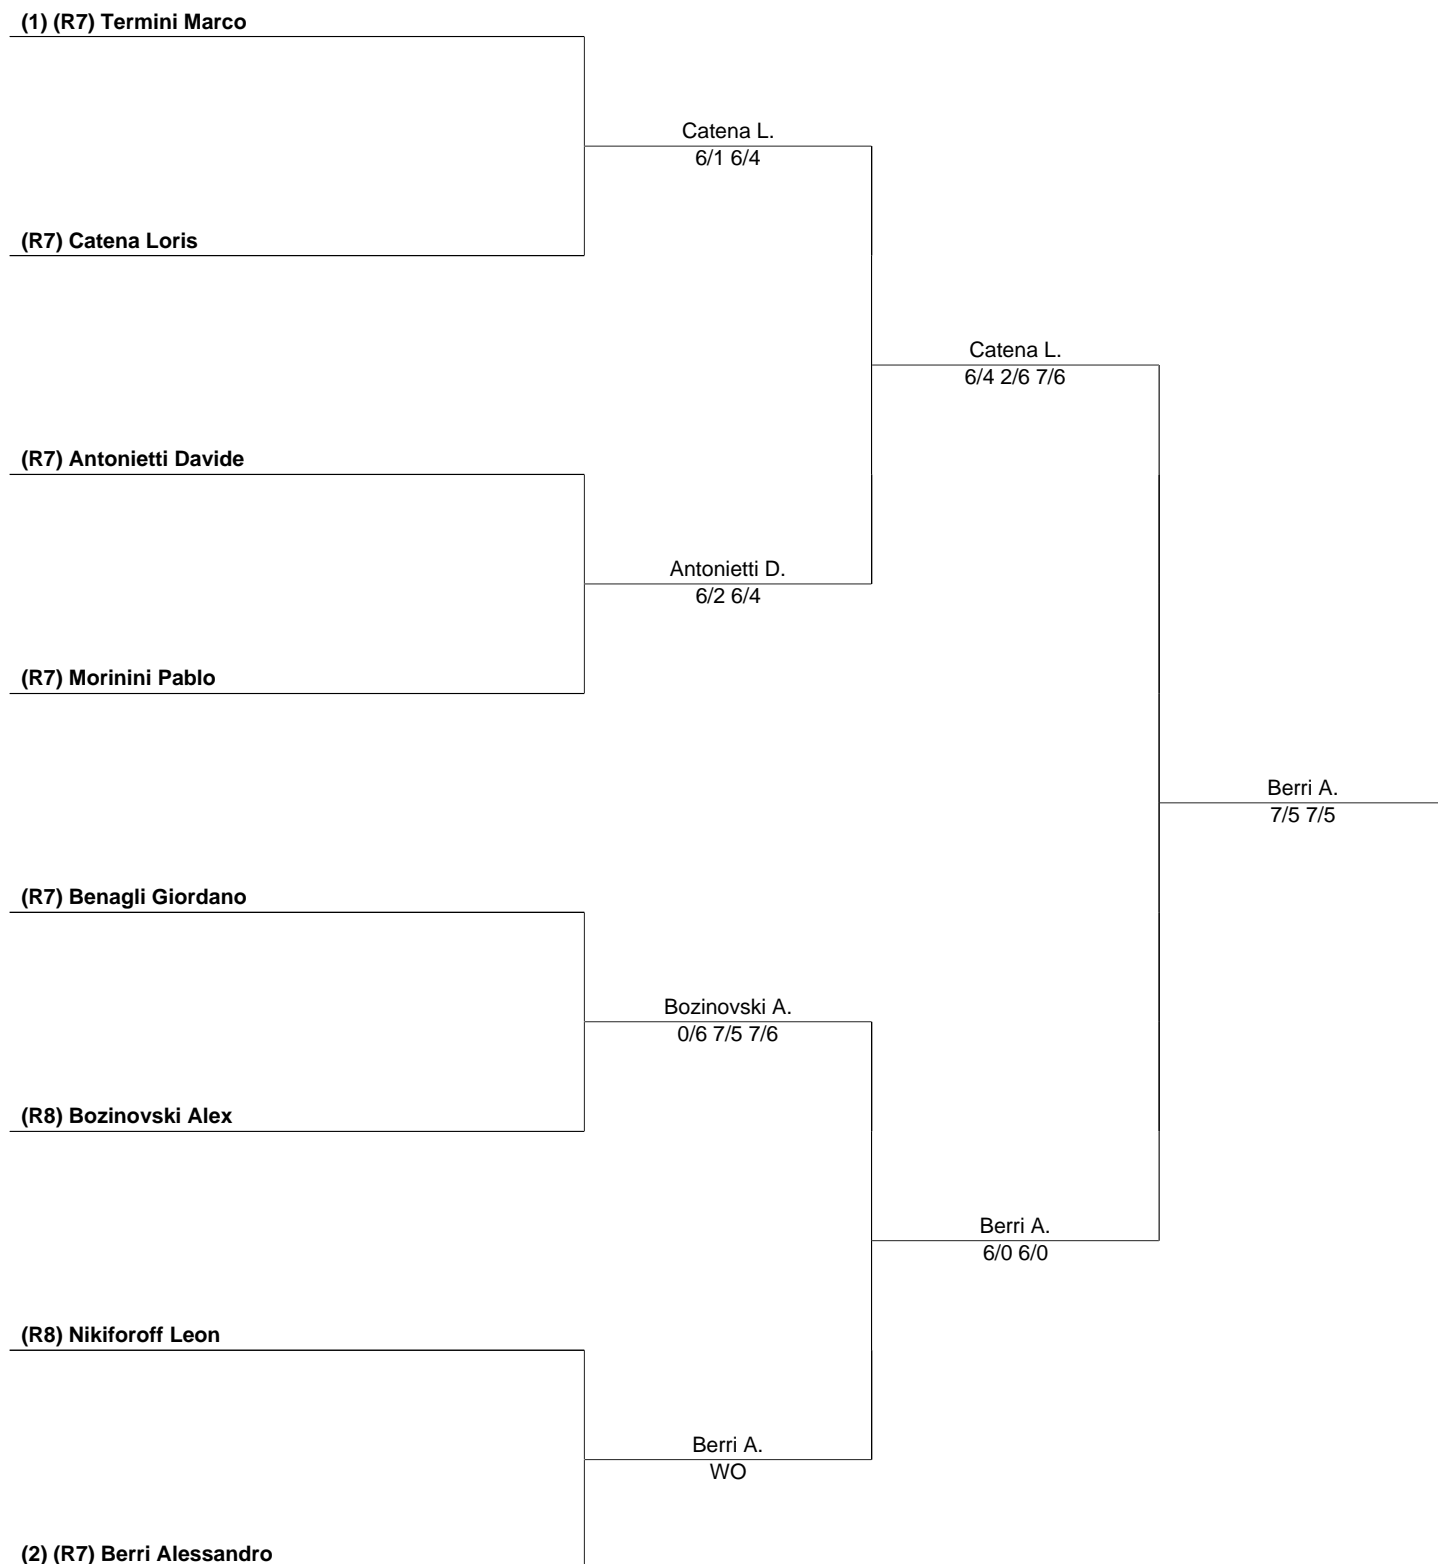 (1) (R7) Termini Marco
Catena L.
6/1 6/4
(R7) Catena Loris
Catena L.
6/4 2/6 7/6
(R7) Antonietti Davide
Antonietti D.
6/2 6/4
(R7) Morinini Pablo
Berri A.
7/5 7/5
(R7) Benagli Giordano
Bozinovski A.
0/6 7/5 7/6
(R8) Bozinovski Alex
Berri A.
6/0 6/0
(R8) Nikiforoff Leon
Berri A.
WO
(2) (R7) Berri Alessandro